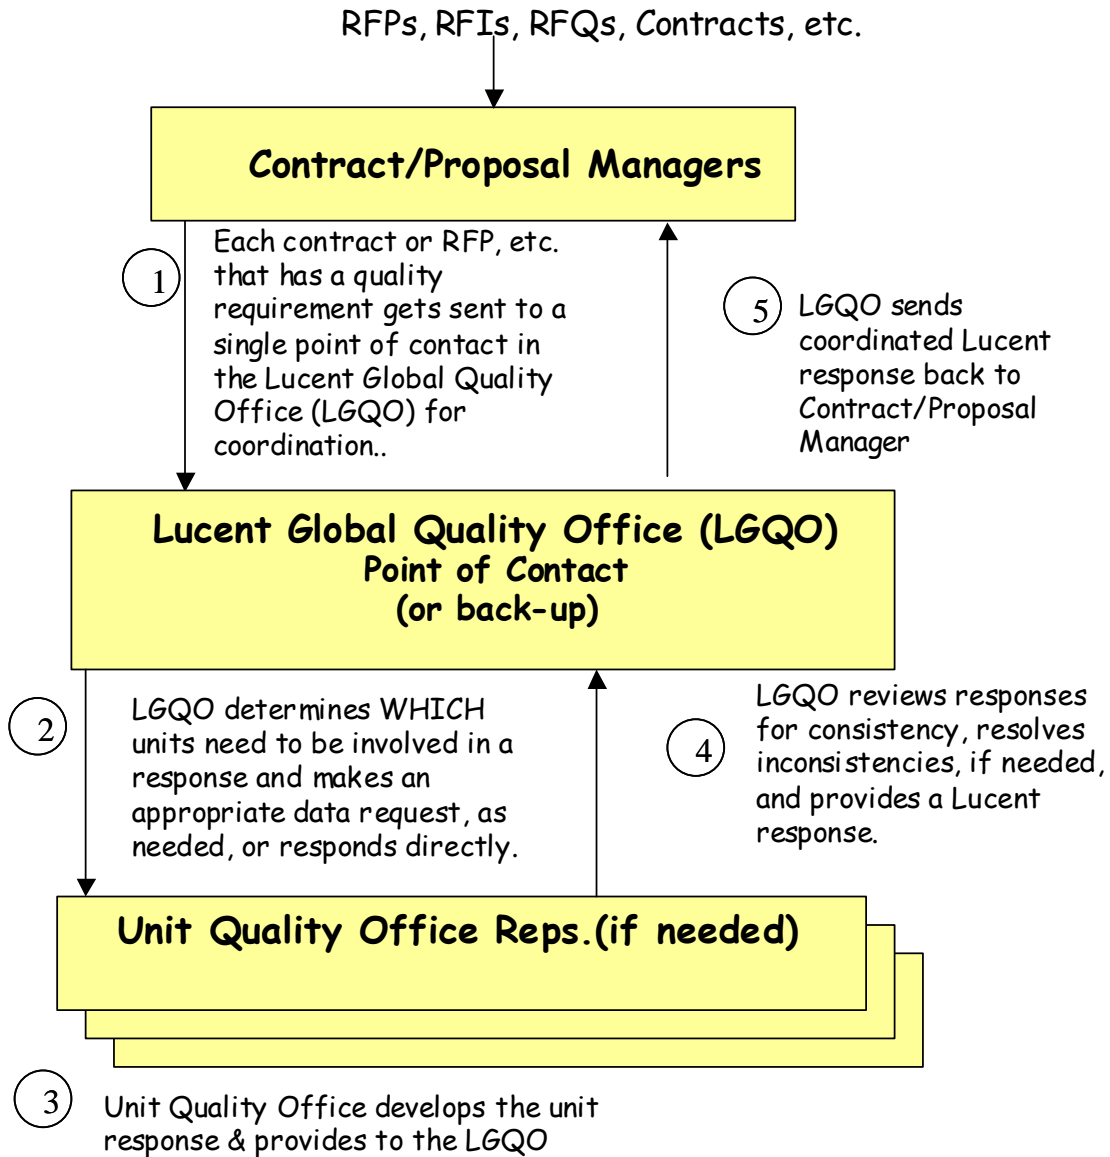 RFPs, RFIs, RFQs, Contracts, etc.
Contract/Proposal Managers
1
Each contract or RFP, etc.
that has a quality
requirement gets sent to a
single point of contact in
the Lucent Global Quality
Office (LGQO) for
coordination..
5
LGQO sends
coordinated Lucent
response back to
Contract/Proposal
Manager
Lucent Global Quality Office (LGQO)
Point of Contact
(or back-up)
2
LGQO determines WHICH
units need to be involved in a
response and makes an
appropriate data request, as
needed, or responds directly.
4
LGQO reviews responses
for consistency, resolves
inconsistencies, if needed,
and provides a Lucent
response.
Unit Quality Office Reps.(if needed)
3
Unit Quality Office develops the unit
response & provides to the LGQO